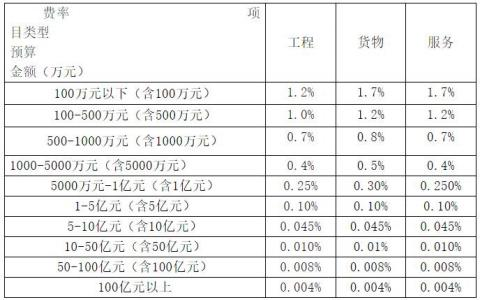 费率 项
目类型
预算
金额（万元）
工程 货物 服务
100万元以下（含100万元） 1.2% 1.7% 1.7%
100-500万元（含500万元） 1.0% 1.2% 1.2%
500-1000万元（含1000万元） 0.7% 0.8% 0.7%
1000-5000万元（含5000万元） 0.4% 0.5% 0.4%
5000万元-1亿元（含1亿元） 0.25% 0.30% 0.250%
1-5亿元（含5亿元） 0.10% 0.10% 0.10%
5-10亿元（含10亿元） 0.045% 0.045% 0.045%
10-50亿元（含50亿元） 0.010% 0.01% 0.010%
50-100亿元（含100亿元） 0.008% 0.008% 0.008%
100亿元以上 0.004% 0.004% 0.004%